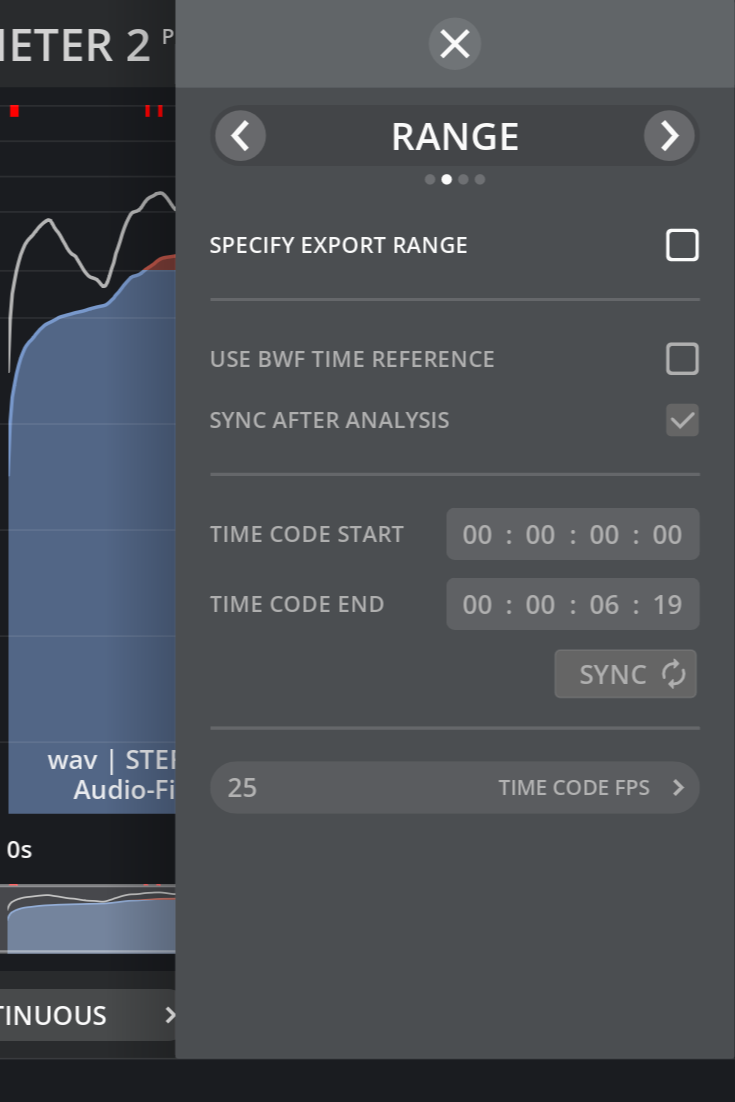 METER 2 P
RANGE
SPECIFY EXPORT RANGE
USE BWF TIME REFERENCE
SYNC AFTER ANALYSIS
TIME CODE START 00 : 00 : 00 : 00
TIME CODE END 00 : 00 : 06 : 19
SYNC
25 TIME CODE FPS
wav | STE
Audio-Fi
0s
TINUOUS